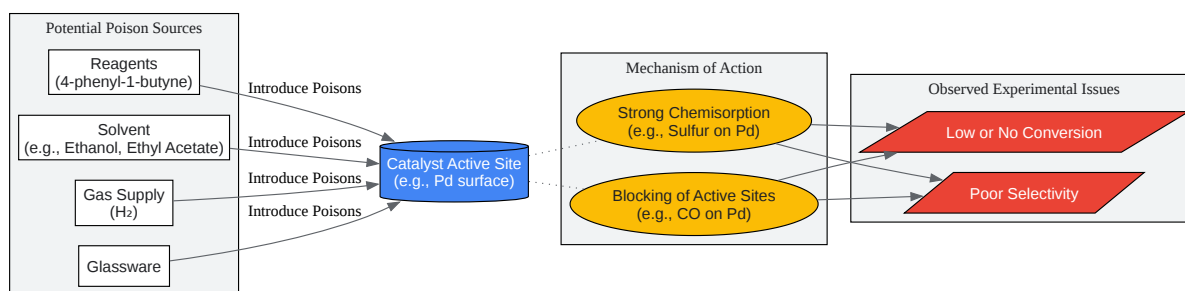 Potential Poison Sources
Reagents
(4-phenyl-1-butyne)
Solvent
(e.g., Ethanol, Ethyl Acetate)
Gas Supply
(H₂)
Glassware
Introduce Poisons
Introduce Poisons
Introduce Poisons
Introduce Poisons
Catalyst Active Site
(e.g., Pd surface)
Mechanism of Action
Strong Chemisorption
(e.g., Sulfur on Pd)
Blocking of Active Sites
(e.g., CO on Pd)
Observed Experimental Issues
Low or No Conversion
Poor Selectivity